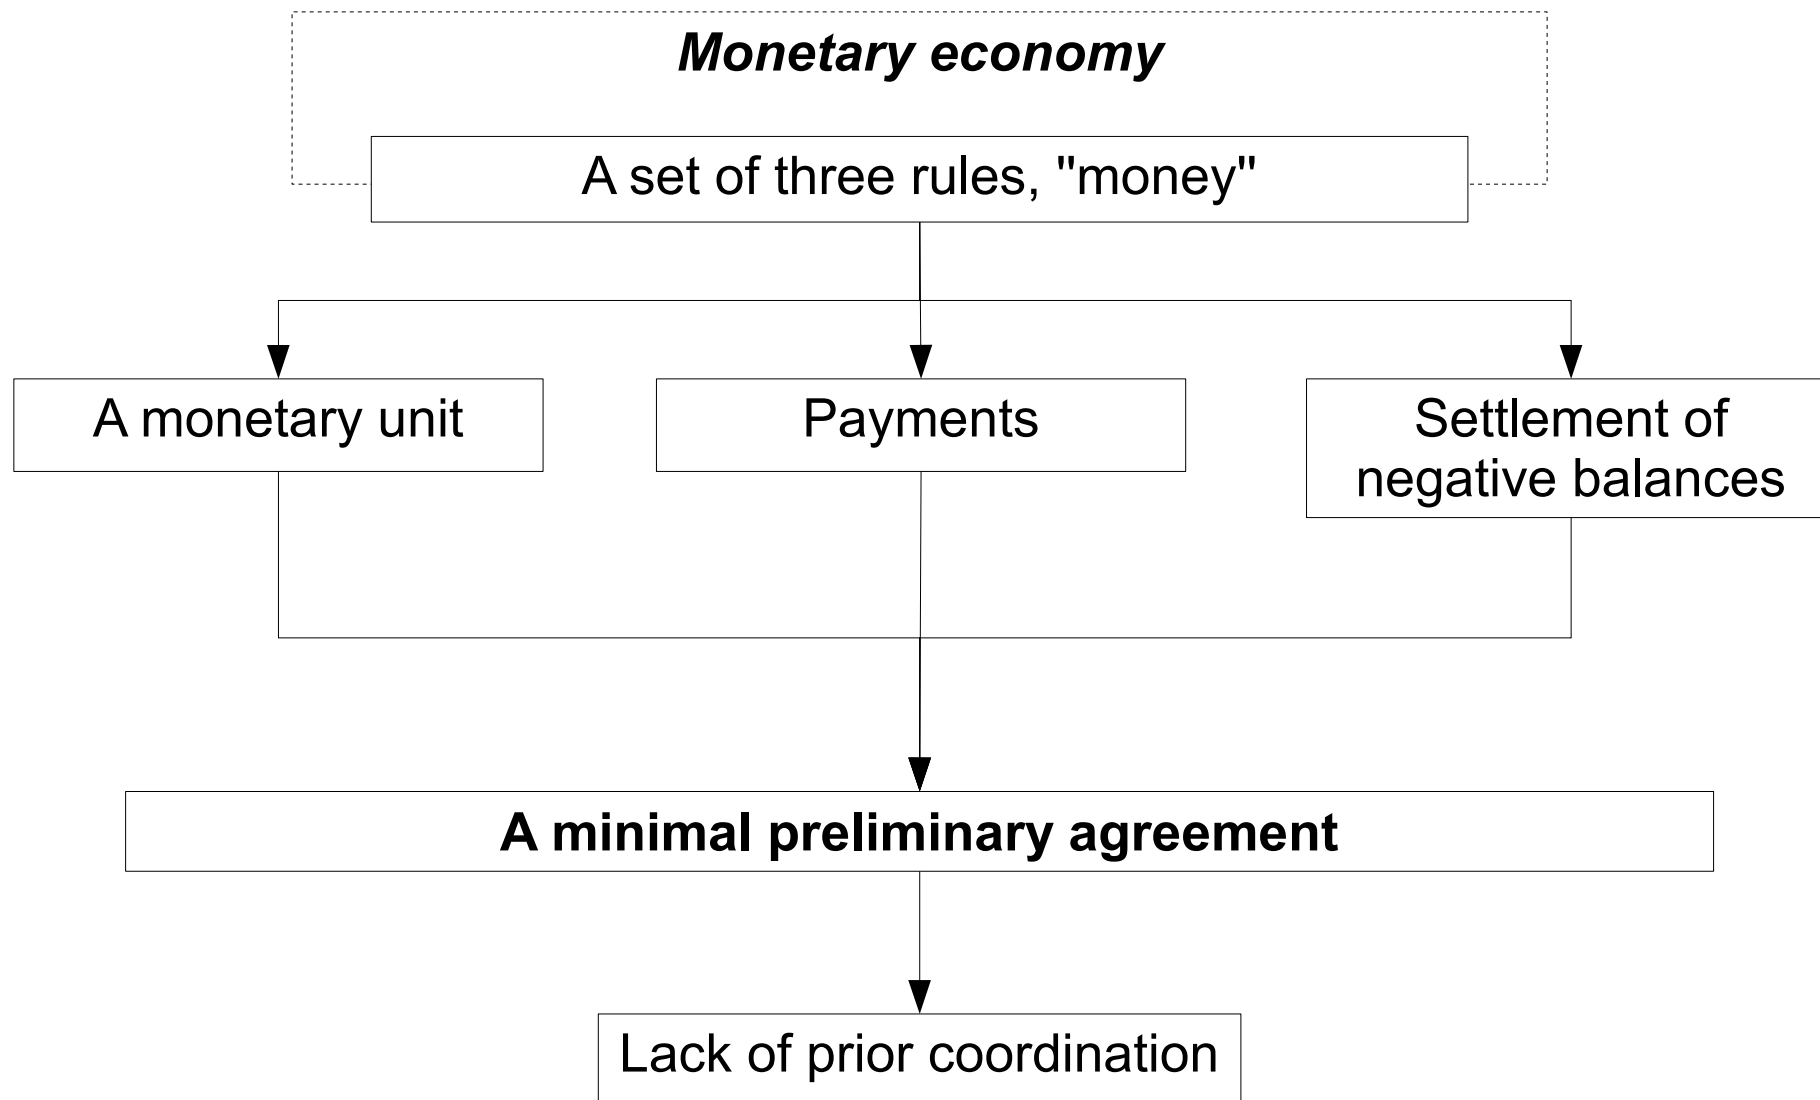 Monetary economy
A set of three rules, "money"
A monetary unit
Payments
Settlement of
negative balances
A minimal preliminary agreement
Lack of prior coordination